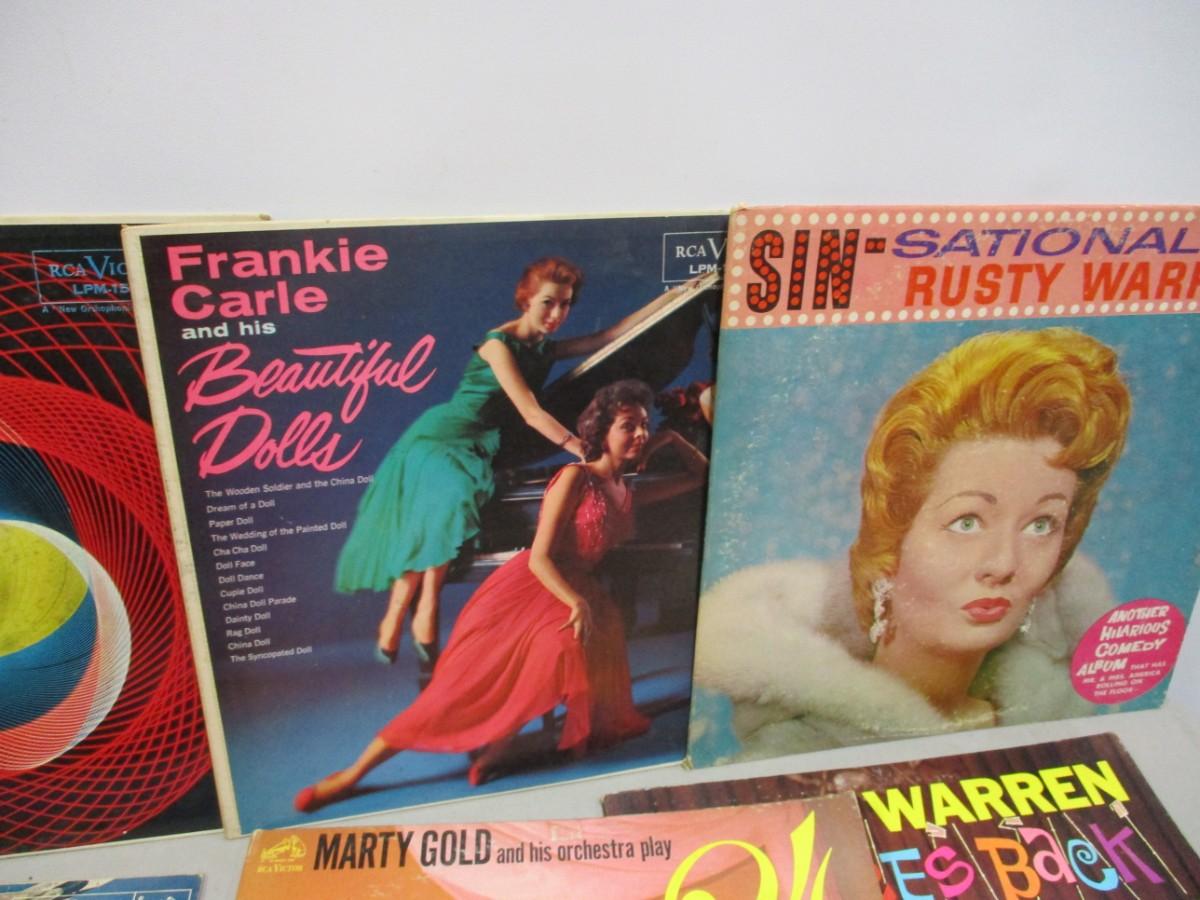 RCA VIC
LPM-15
A "New Orthophon
Frankie
Carle
and his
Beautiful
Dolls
The Wooden Soldier and the China Doll
Dream of a Doll
Paper Doll
The Wedding of the Painted Doll
Cha Cha Doll
Doll Face
Doll Dance
Cupie Doll
China Doll Parade
Dainty Doll
Rag Doll
China Doll
The Syncopated Doll
RCA V
LPM-1
SIN-SATIONAL
RUSTY WARR
ANOTHER
HILARIOUS
COMEDY
ALBUM THAT HAS
MR. & MRS. AMERICA
ROLLING ON
THE FLOOR-
MARTY GOLD and his orchestra play
RCA VICTOR
WARREN
ES BaCK